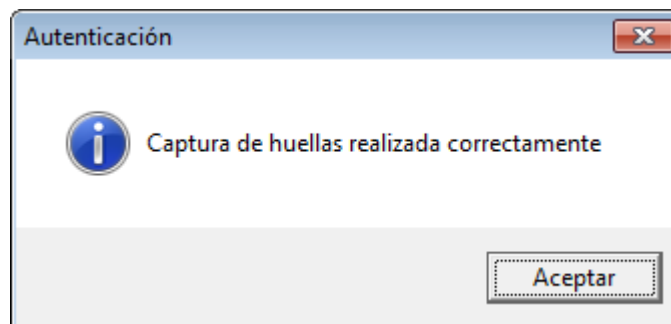 Autenticación
Captura de huellas realizada correctamente
Aceptar